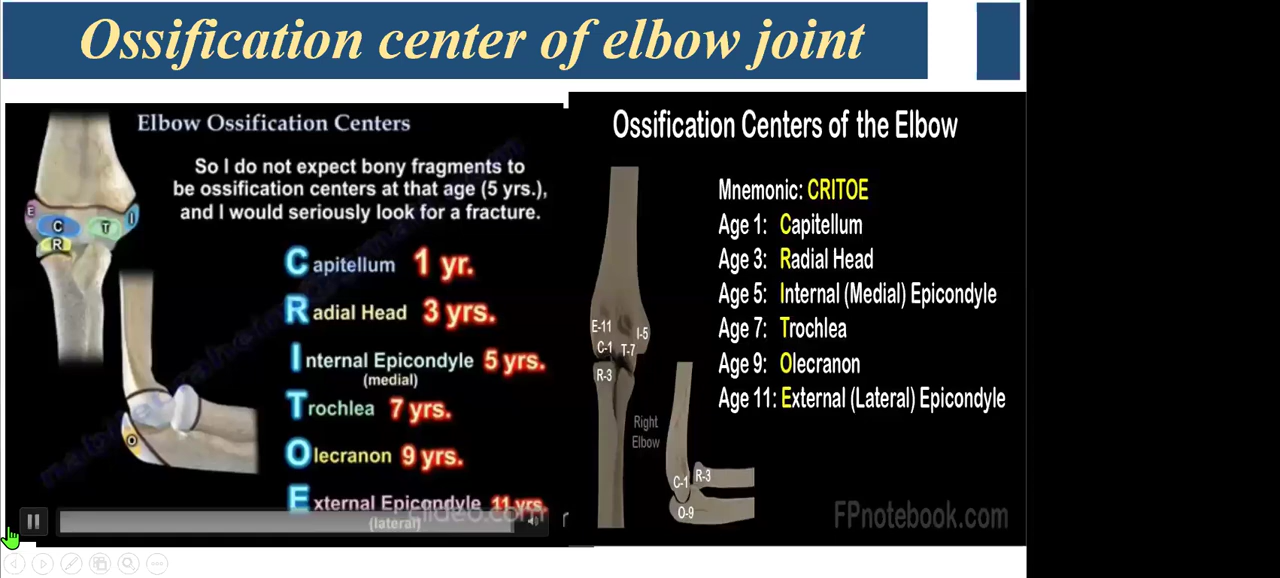 Ossification center of elbow joint
Elbow Ossification Centers
So I do not expect bony fragments to
be ossification centers at that age (5 yrs.),
and I would seriously look for a fracture.
E
C
T
I
R
O
Capitellum 1 yr.
Radial Head 3 yrs.
Internal Epicondyle 5 yrs.
(medial)
Trochlea 7 yrs.
Olecranon 9 yrs.
External Epicondyle 11 yrs.
(lateral)
Ossification Centers of the Elbow
Mnemonic: CRITOE
Age 1: Capitellum
Age 3: Radial Head
Age 5: Internal (Medial) Epicondyle
Age 7: Trochlea
Age 9: Olecranon
Age 11: External (Lateral) Epicondyle
E-11
I-5
C-1
T-7
R-3
Right
Elbow
C-1
R-3
O-9
FPnotebook.com